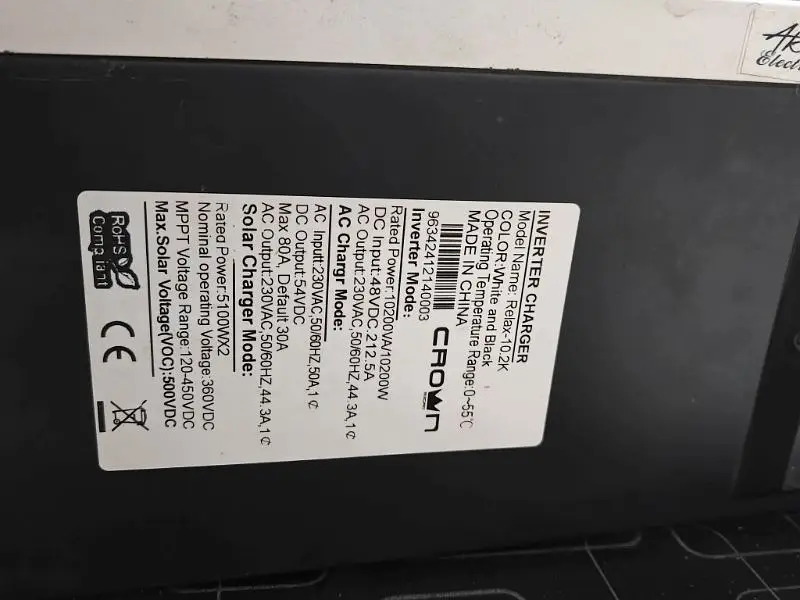 INVERTER CHARGER
Model Name: Relax-10.2K
COLOR:White and Black
Operating Temperature Range:0~55℃
MADE IN CHINA
96342412140003
CROWN
Inverter Mode:
Rated Power:10200VA/10200W
DC Input:48VDC,212.5A
AC Output:230VAC,50/60HZ,44.3A,1¢
AC Chargr Mode:
AC Input:230VAC,50/60HZ,50A,1¢
DC Output:54VDC
Max 80A, Default 30A
AC Output:230VAC,50/60HZ,44.3A,1¢
Solar Charger Mode:
Rated Power:5100WX2
Nominal operating Voltage:360VDC
MPPT Voltage Range:120-450VDC
Max.Solar Voltage(VOC):500VDC
RoHS
Compliant
CE